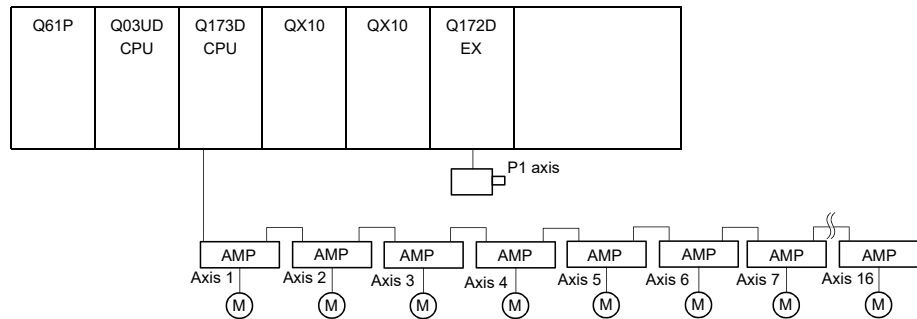 Q61P Q03UD Q173D QX10 QX10 Q172D
CPU CPU EX
P1 axis
AMP AMP AMP AMP AMP AMP AMP AMP
Axis 1 Axis 2 Axis 3 Axis 4 Axis 5 Axis 6 Axis 7 Axis 16
M M M M M M M M